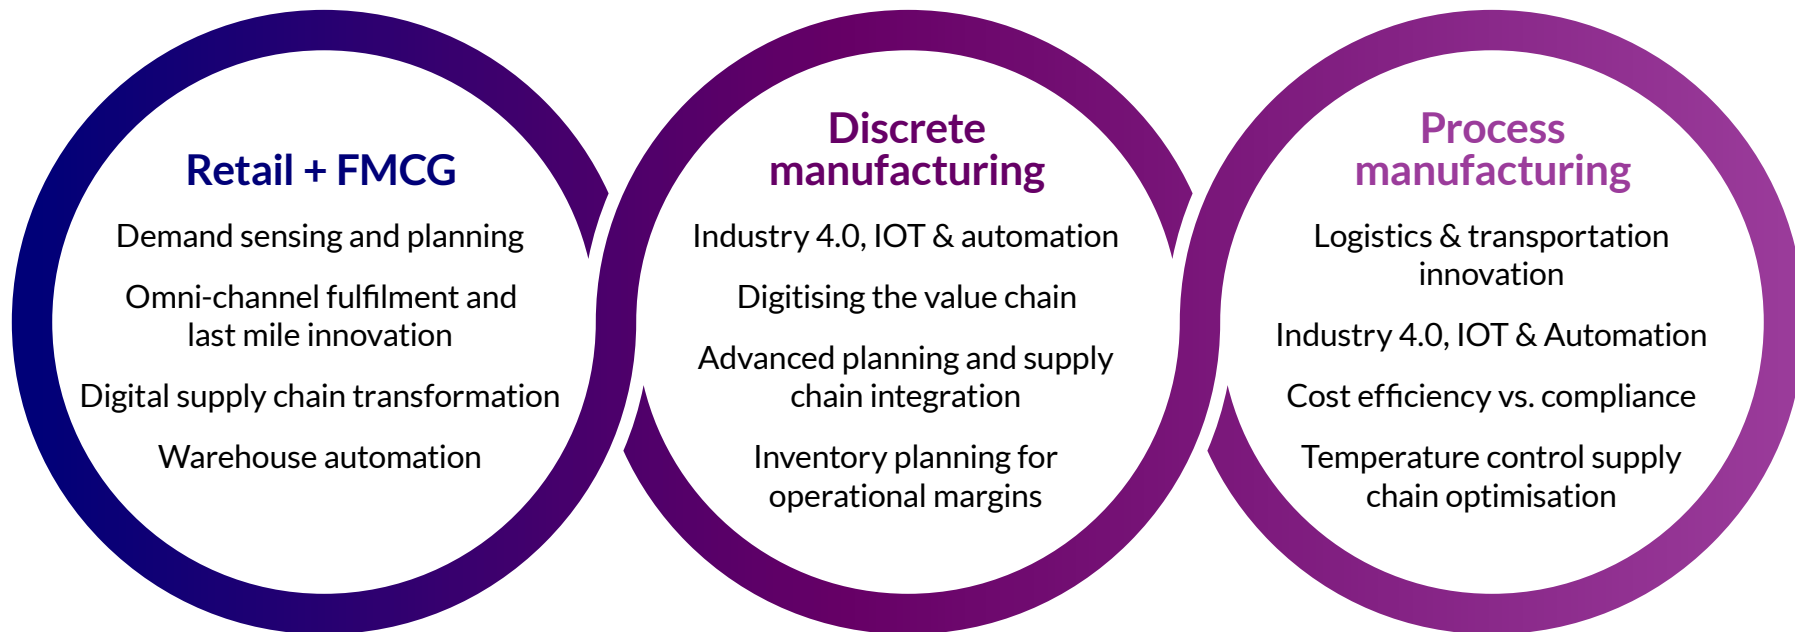 Retail + FMCG
Demand sensing and planning
Omni-channel fulfilment and
last mile innovation
Digital supply chain transformation
Warehouse automation
Discrete
manufacturing
Industry 4.0, IOT & automation
Digitising the value chain
Advanced planning and supply
chain integration
Inventory planning for
operational margins
Process
manufacturing
Logistics & transportation
innovation
Industry 4.0, IOT & Automation
Cost efficiency vs. compliance
Temperature control supply
chain optimisation